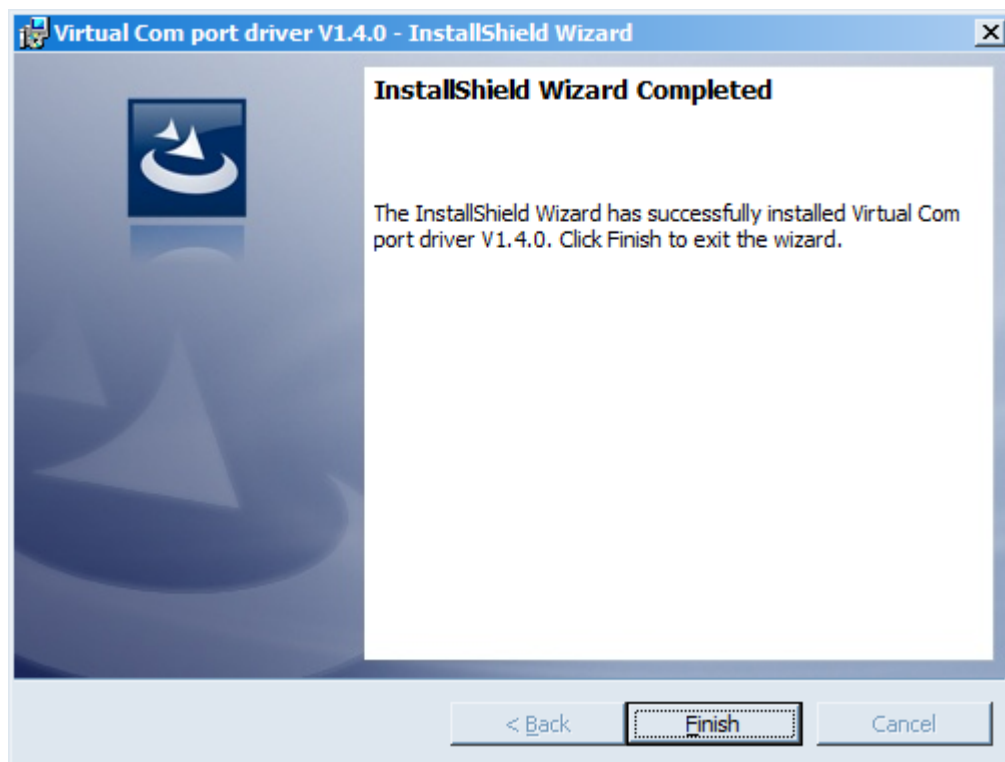 Virtual Com port driver V1.4.0 - InstallShield Wizard
InstallShield Wizard Completed
The InstallShield Wizard has successfully installed Virtual Com
port driver V1.4.0. Click Finish to exit the wizard.
< Back
Finish
Cancel